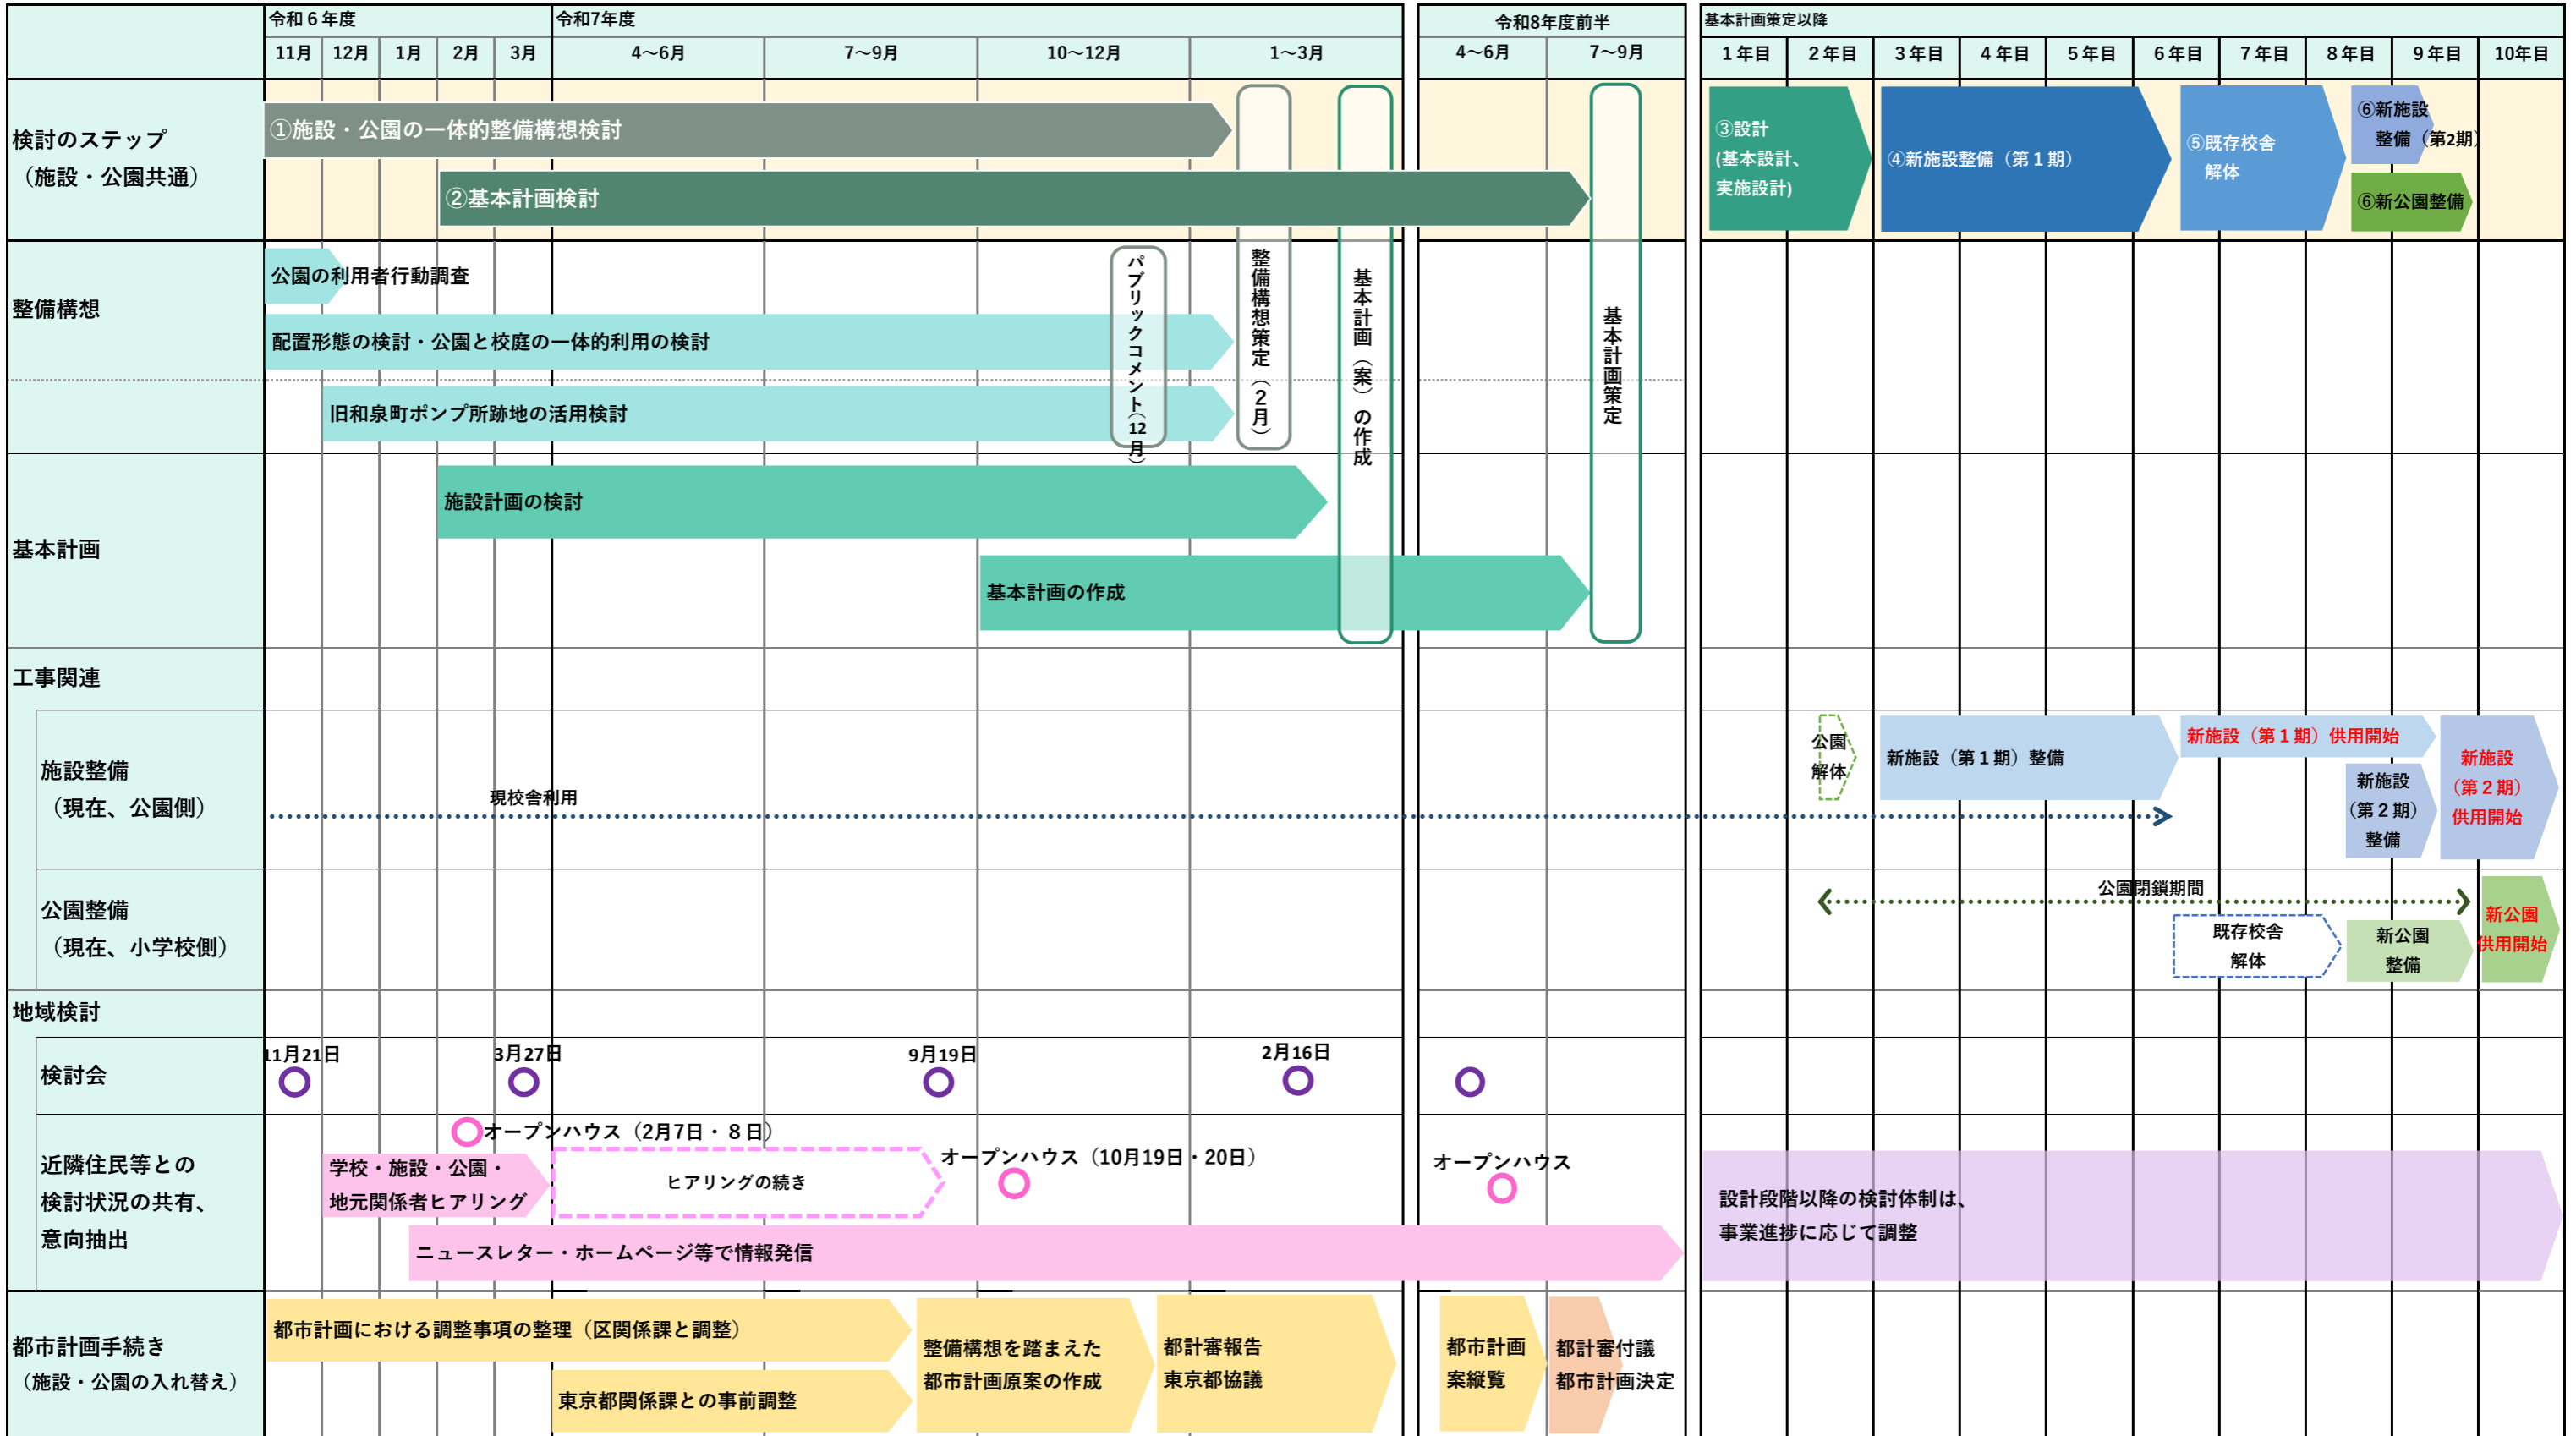 令和６年度
令和7年度
令和8年度前半
基本計画策定以降
11月
12月
1月
2月
3月
4～6月
7～9月
10～12月
1～3月
4～6月
7～9月
１年目
２年目
３年目
４年目
５年目
６年目
７年目
８年目
９年目
10年目
検討のステップ
（施設・公園共通）
①施設・公園の一体的整備構想検討
②基本計画検討
③設計
(基本設計、
実施設計)
④新施設整備（第１期）
⑤既存校舎
解体
⑥新施設
整備（第2期）
⑥新公園整備
整備構想
公園の利用者行動調査
配置形態の検討・公園と校庭の一体的利用の検討
旧和泉町ポンプ所跡地の活用検討
パブリックコメント（12月）
整備構想策定（２月）
基本計画（案）の作成
基本計画策定
基本計画
施設計画の検討
基本計画の作成
工事関連
施設整備
（現在、公園側）
現校舎利用
公園
解体
新施設（第１期）整備
新施設（第１期）供用開始
新施設
（第２期）
整備
新施設
（第２期）
供用開始
公園整備
（現在、小学校側）
公園閉鎖期間
既存校舎
解体
新公園
整備
新公園
供用開始
地域検討
検討会
11月21日
3月27日
9月19日
2月16日
近隣住民等との
検討状況の共有、
意向抽出
オープンハウス（2月7日・８日）
学校・施設・公園・
地元関係者ヒアリング
ヒアリングの続き
オープンハウス（10月19日・20日）
オープンハウス
ニュースレター・ホームページ等で情報発信
設計段階以降の検討体制は、
事業進捗に応じて調整
都市計画手続き
（施設・公園の入れ替え）
都市計画における調整事項の整理（区関係課と調整）
東京都関係課との事前調整
整備構想を踏まえた
都市計画原案の作成
都計審報告
東京都協議
都市計画
案縦覧
都計審付議
都市計画決定